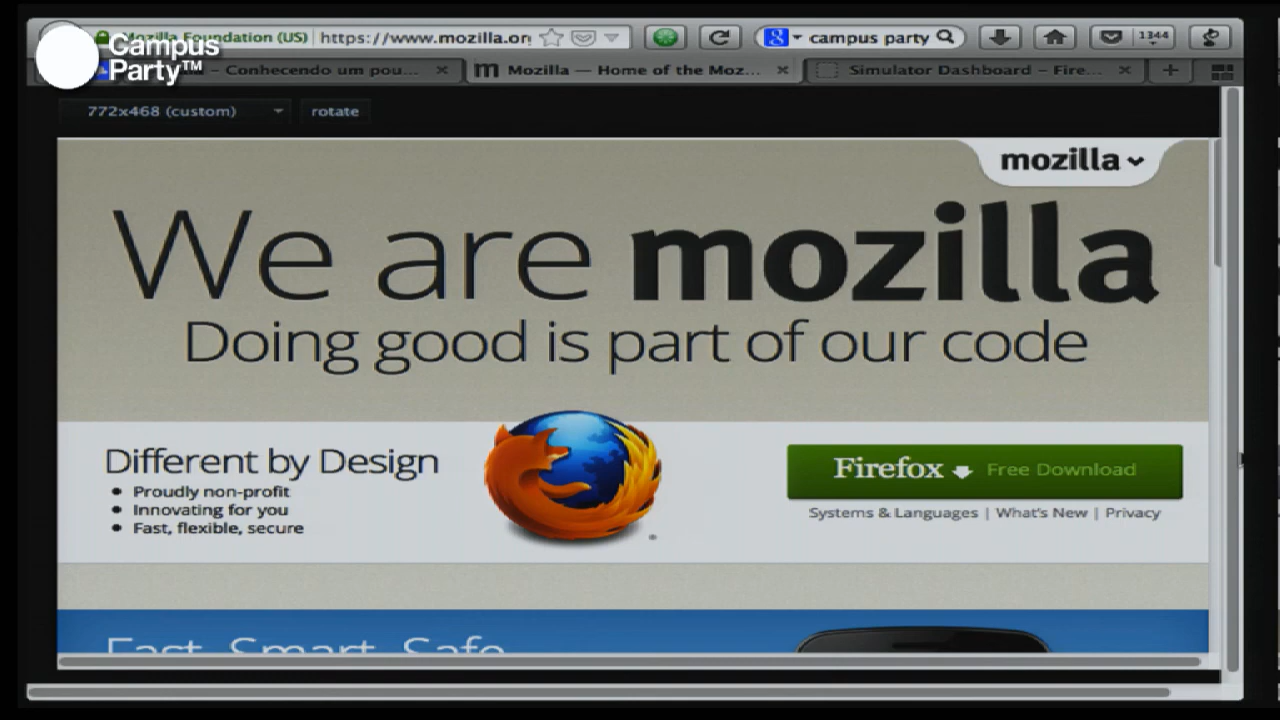 Campus
Party™
Mozilla Foundation (US) https://www.mozilla.org
campus party
1344
– Conhecendo um pou...
m Mozilla — Home of the Moz...
Simulator Dashboard – Fire...
772x468 (custom)
rotate
mozilla
We are mozilla
Doing good is part of our code
Different by Design
Proudly non-profit
Innovating for you
Fast, flexible, secure
Firefox Free Download
Systems & Languages | What's New | Privacy
Fast. Smart. Safe.